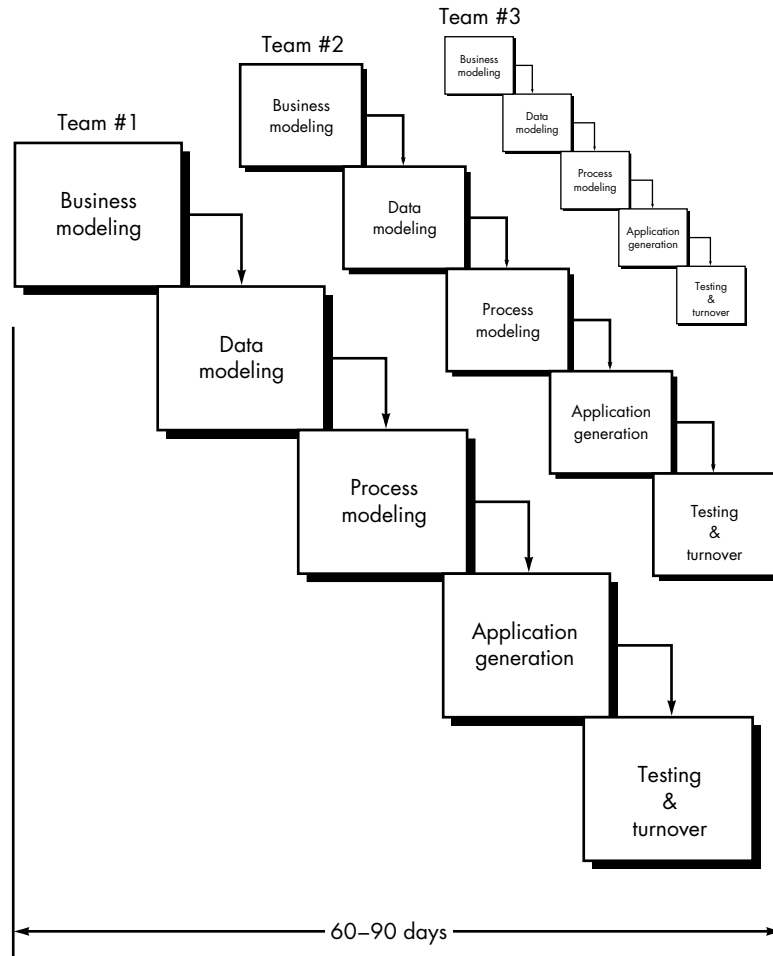 Team #1
Business
modeling
Data
modeling
Process
modeling
Application
generation
Testing
&
turnover
Team #2
Business
modeling
Data
modeling
Process
modeling
Application
generation
Testing
&
turnover
Team #3
Business
modeling
Data
modeling
Process
modeling
Application
generation
Testing
&
turnover
60–90 days